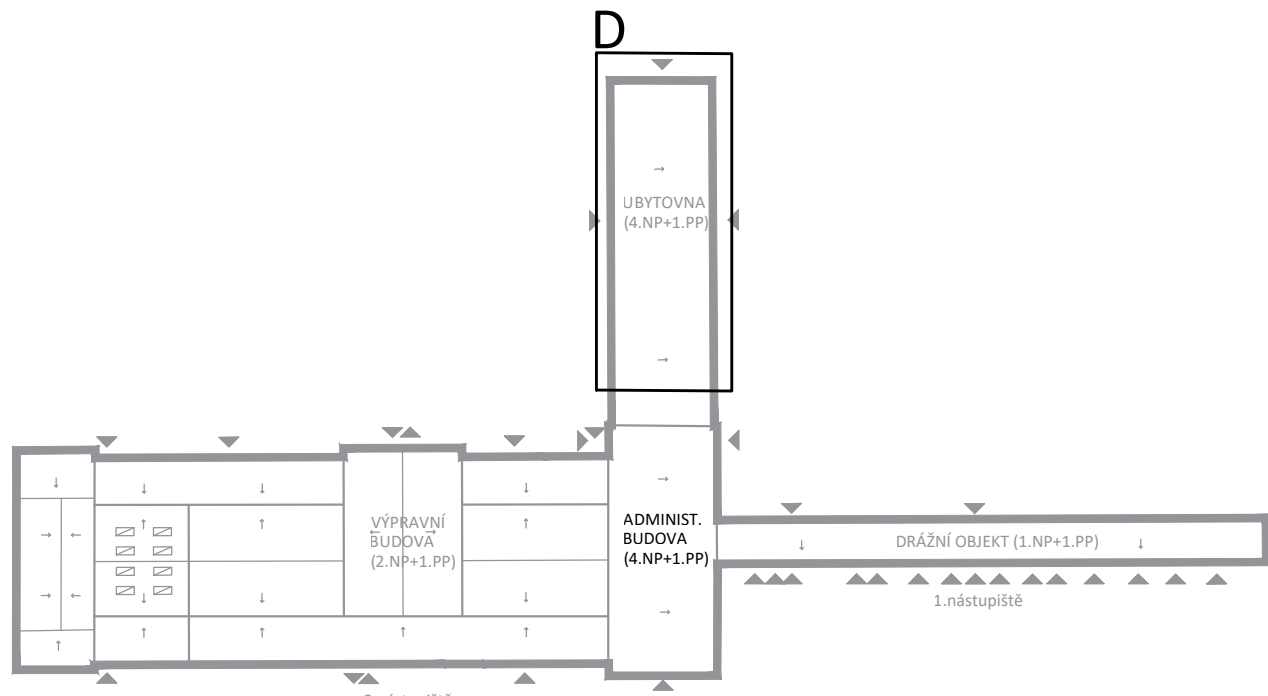 D
UBYTOVNA
(4.NP+1.PP)
VÝPRAVNÍ
BUDOVA
(2.NP+1.PP)
ADMINIST.
BUDOVA
(4.NP+1.PP)
DRÁŽNÍ OBJEKT (1.NP+1.PP)
1.nástupiště